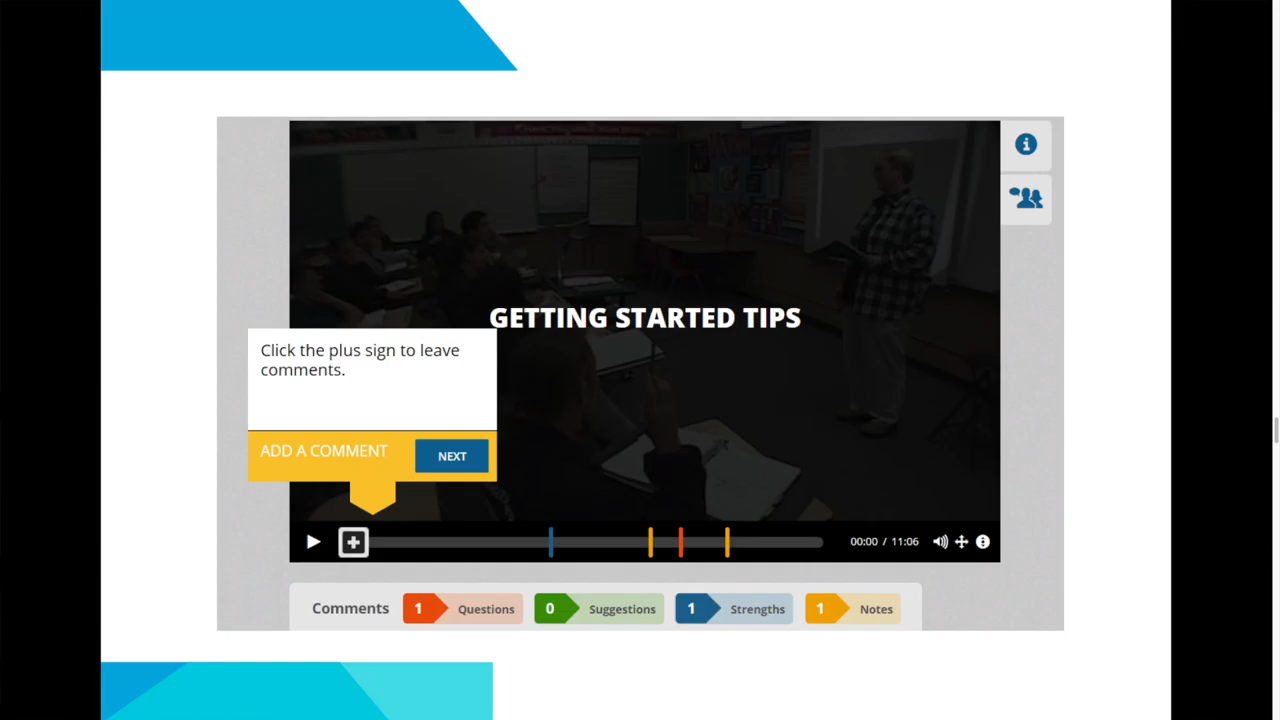 GETTING STARTED TIPS
Click the plus sign to leave
comments.
ADD A COMMENT
NEXT
00:00 / 11:06
Comments
1 Questions
0 Suggestions
1 Strengths
1 Notes